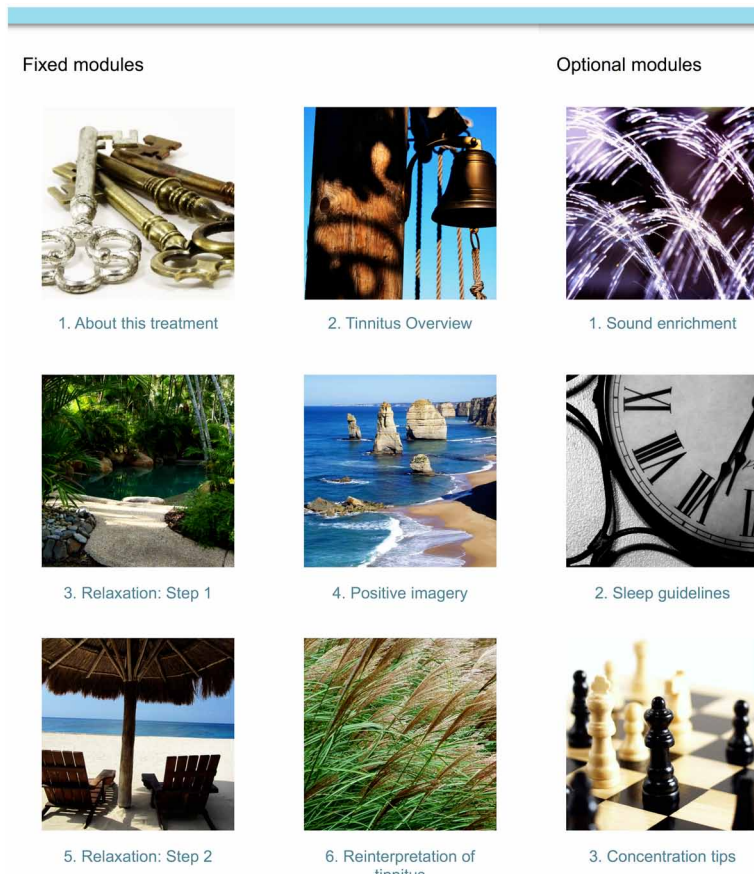 Fixed modules
Optional modules
1. About this treatment
2. Tinnitus Overview
1. Sound enrichment
3. Relaxation: Step 1
4. Positive imagery
2. Sleep guidelines
5. Relaxation: Step 2
6. Reinterpretation of
tinnitus
3. Concentration tips